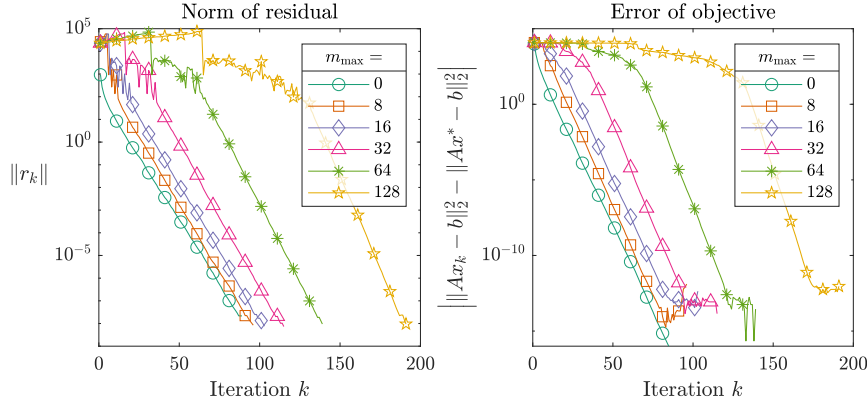 Norm of residual
‖r_k‖
10^5
10^0
10^-5
0 50 100 150 200
Iteration k
m_max =
0
8
16
32
64
128
Error of objective
|‖Ax_k − b‖_2^2 − ‖Ax^* − b‖_2^2|
10^0
10^-10
0 50 100 150 200
Iteration k
m_max =
0
8
16
32
64
128